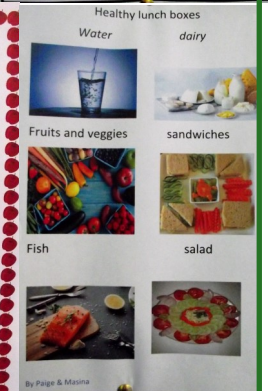 Healthy lunch boxes
Water dairy
Fruits and veggies sandwiches
Fish salad
By Paige & Masina